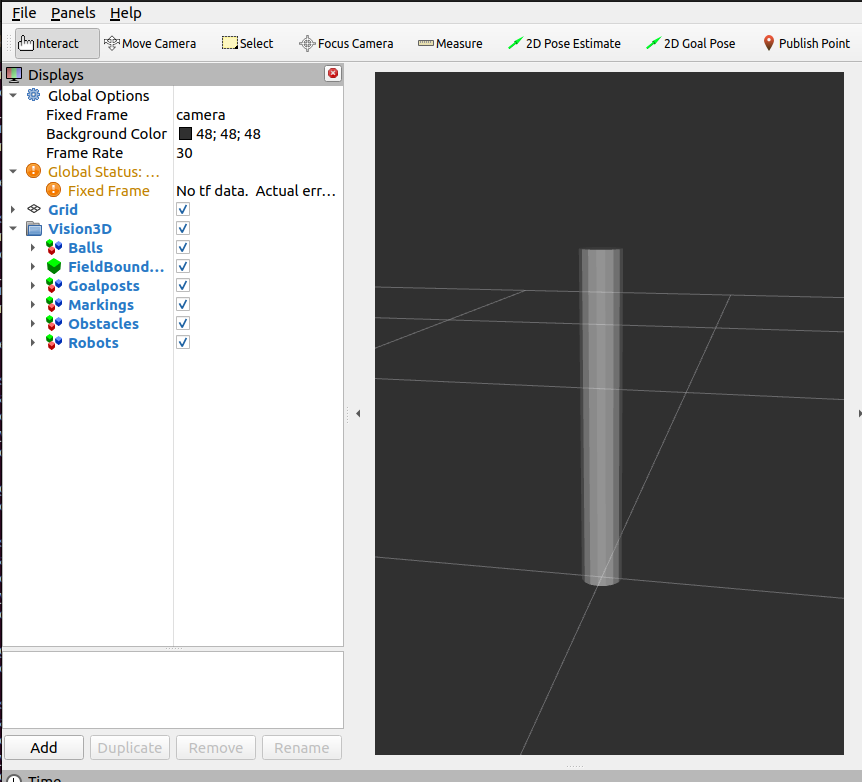 File Panels Help
Interact Move Camera Select Focus Camera Measure 2D Pose Estimate 2D Goal Pose Publish Point
Displays
Global Options
Fixed Frame camera
Background Color 48; 48; 48
Frame Rate 30
Global Status: ...
Fixed Frame No tf data. Actual err...
Grid
Vision3D
Balls
FieldBound...
Goalposts
Markings
Obstacles
Robots
Add Duplicate Remove Rename
Time